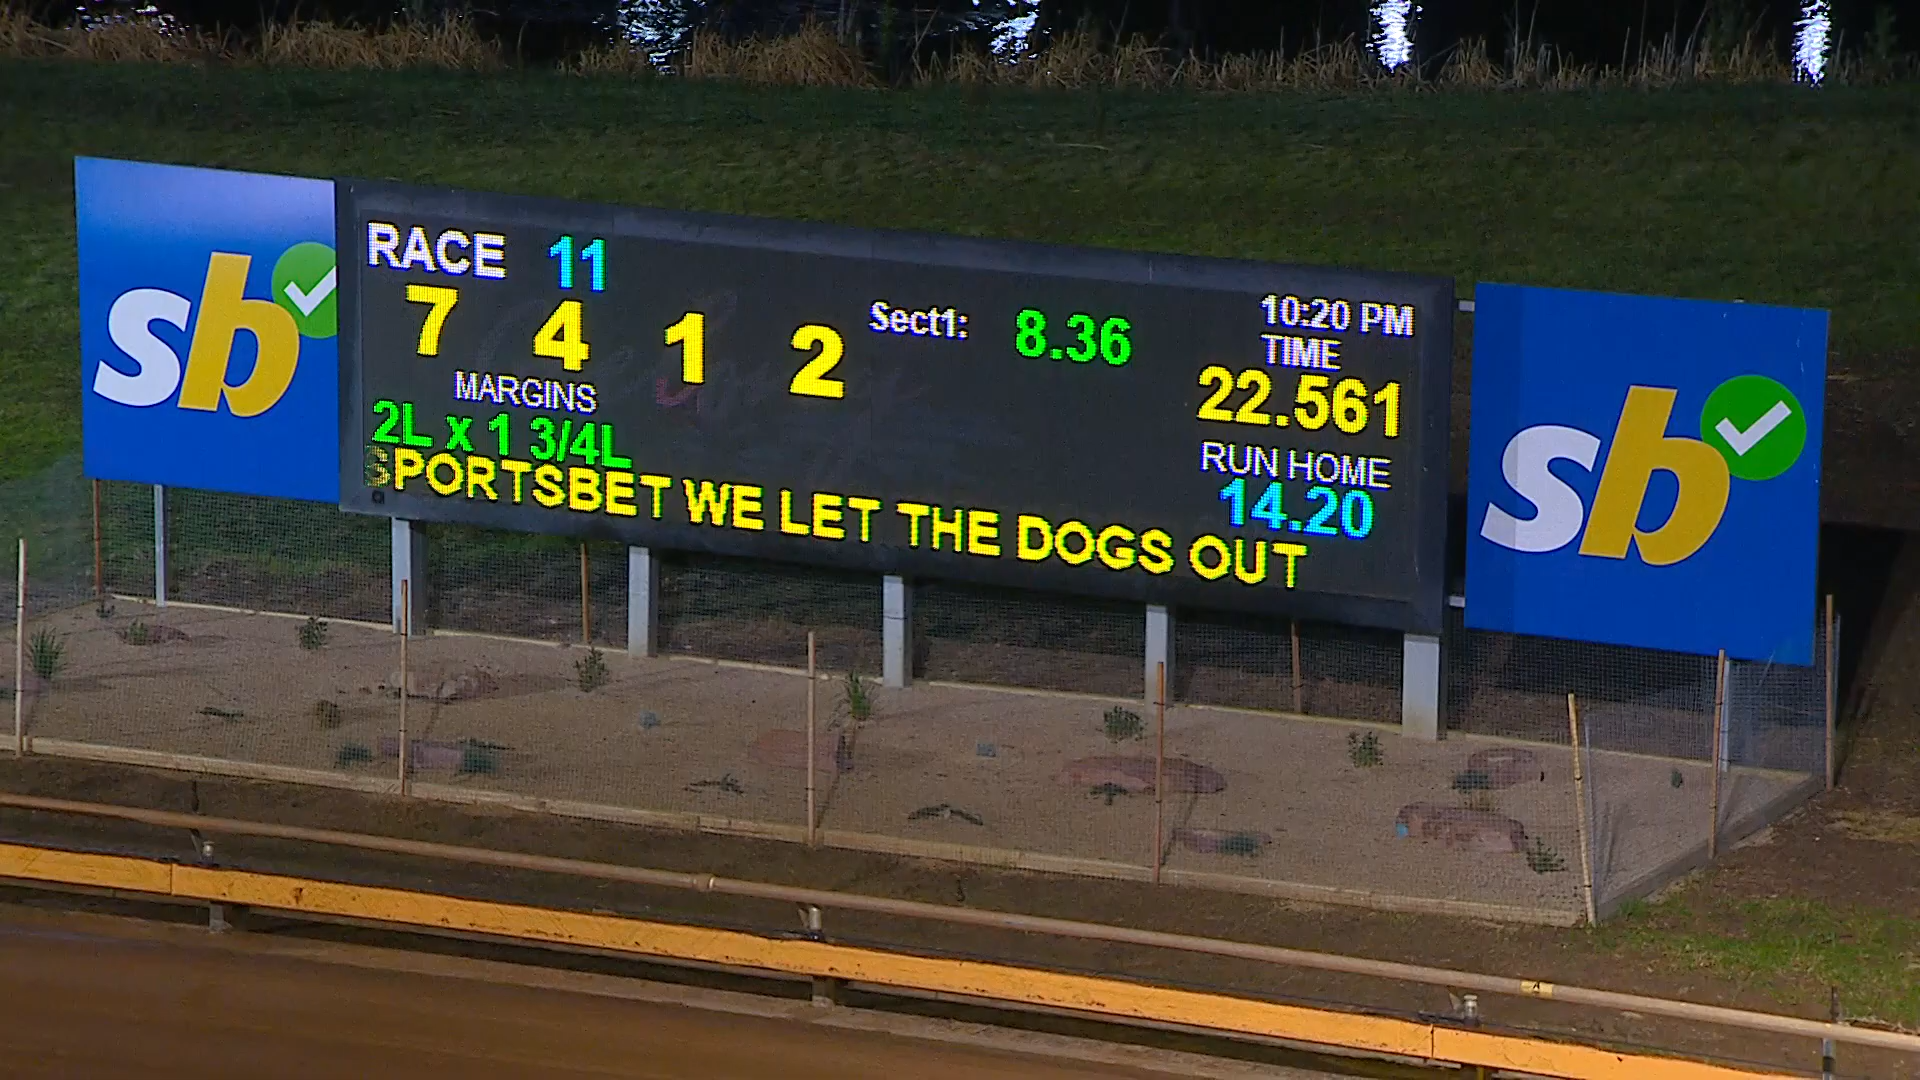 sb
RACE 11
7 4 1 2
Sect1: 8.36
10:20 PM
TIME
22.561
MARGINS
2L x 1 3/4L
RUN HOME
14.20
SPORTSBET WE LET THE DOGS OUT
sb